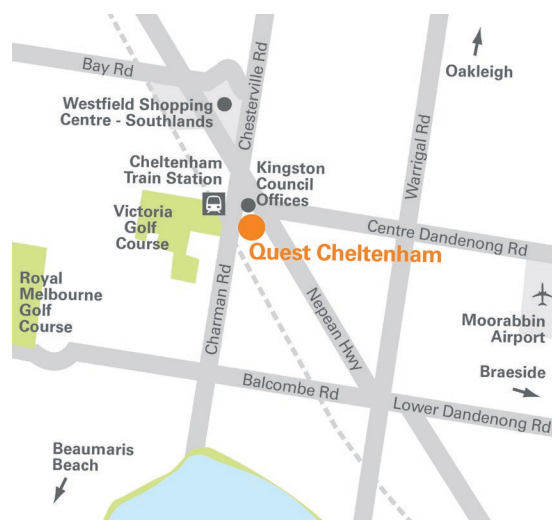 Oakleigh
Bay Rd
Westfield Shopping
Centre - Southlands
Chesterville Rd
Warrigal Rd
Cheltenham
Train Station
Kingston
Council
Offices
Victoria
Golf
Course
Centre Dandenong Rd
Quest Cheltenham
Royal
Melbourne
Golf
Course
Charman Rd
Nepean Hwy
Moorabbin
Airport
Braeside
Balcombe Rd
Lower Dandenong Rd
Beaumaris
Beach